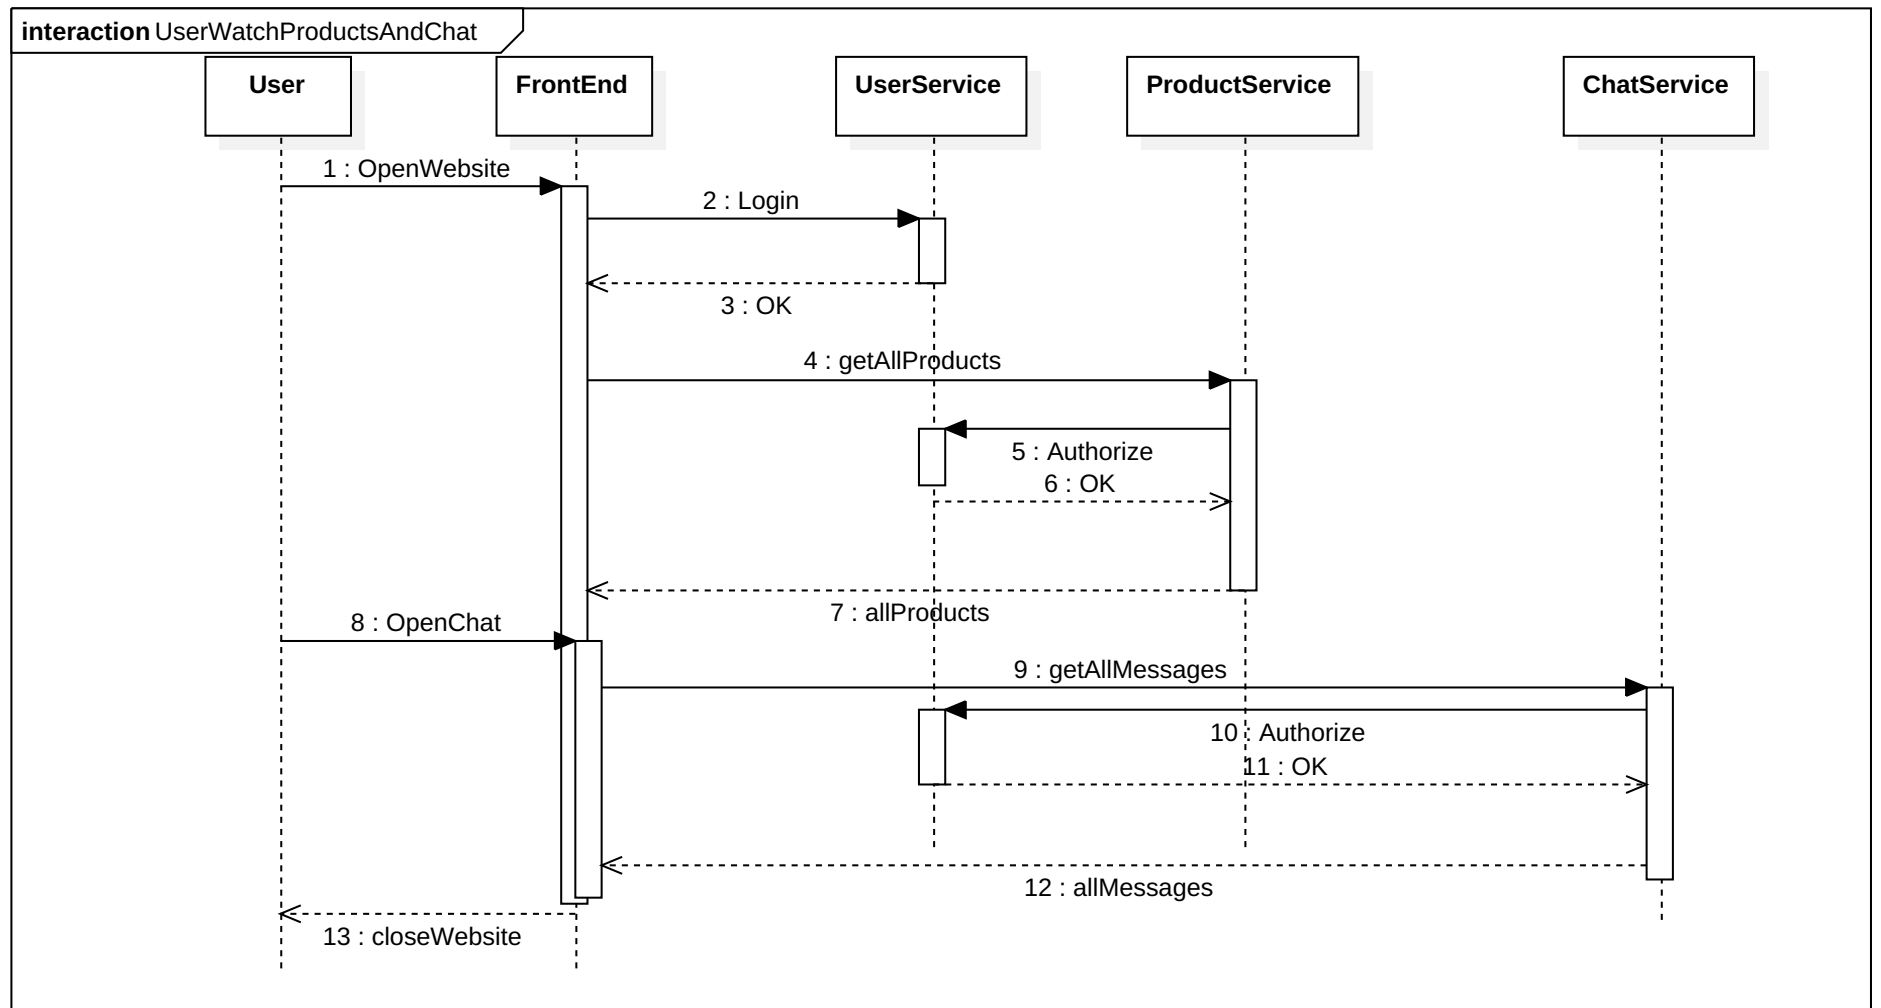 interaction UserWatchProductsAndChat
User
FrontEnd
UserService
ProductService
ChatService
1 : OpenWebsite
2 : Login
3 : OK
4 : getAllProducts
5 : Authorize
6 : OK
7 : allProducts
8 : OpenChat
9 : getAllMessages
10 : Authorize
11 : OK
12 : allMessages
13 : closeWebsite